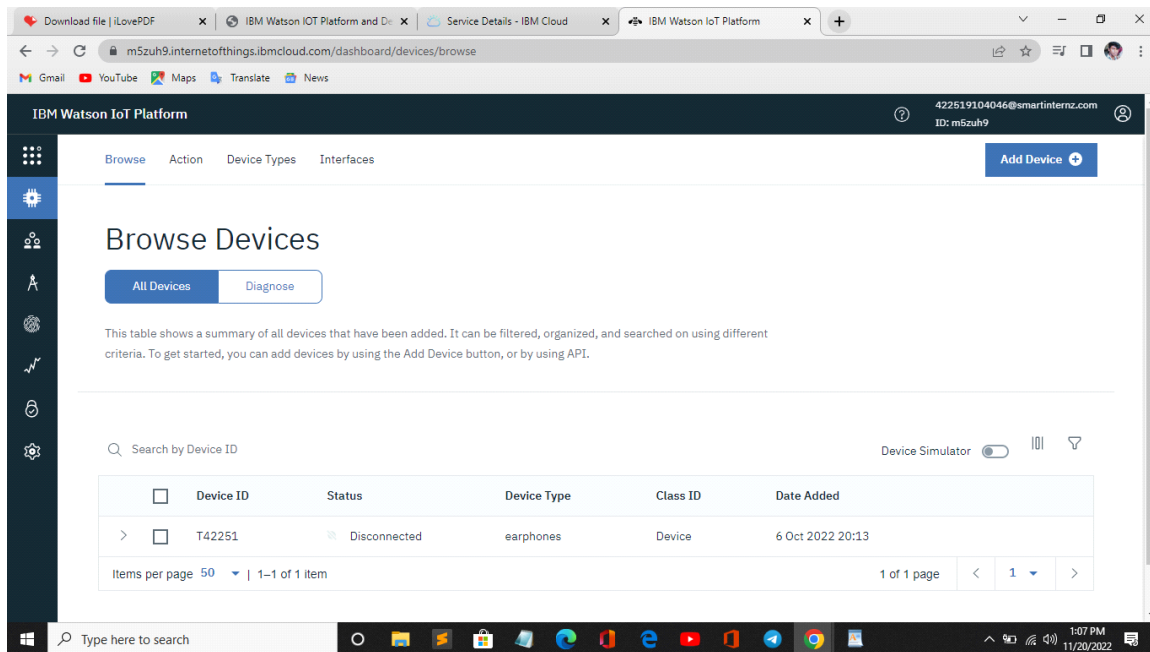 Download file | iLovePDF
IBM Watson IOT Platform and De
Service Details - IBM Cloud
IBM Watson IoT Platform
m5zuh9.internetofthings.ibmcloud.com/dashboard/devices/browse
Gmail YouTube Maps Translate News
IBM Watson IoT Platform
422519104046@smartinternz.com
ID: m5zuh9
Browse Action Device Types Interfaces
Add Device
Browse Devices
All Devices Diagnose
This table shows a summary of all devices that have been added. It can be filtered, organized, and searched on using different
criteria. To get started, you can add devices by using the Add Device button, or by using API.
Search by Device ID
Device Simulator
Device ID Status Device Type Class ID Date Added
T42251 Disconnected earphones Device 6 Oct 2022 20:13
Items per page 50 | 1–1 of 1 item
1 of 1 page 1
Type here to search
1:07 PM
11/20/2022